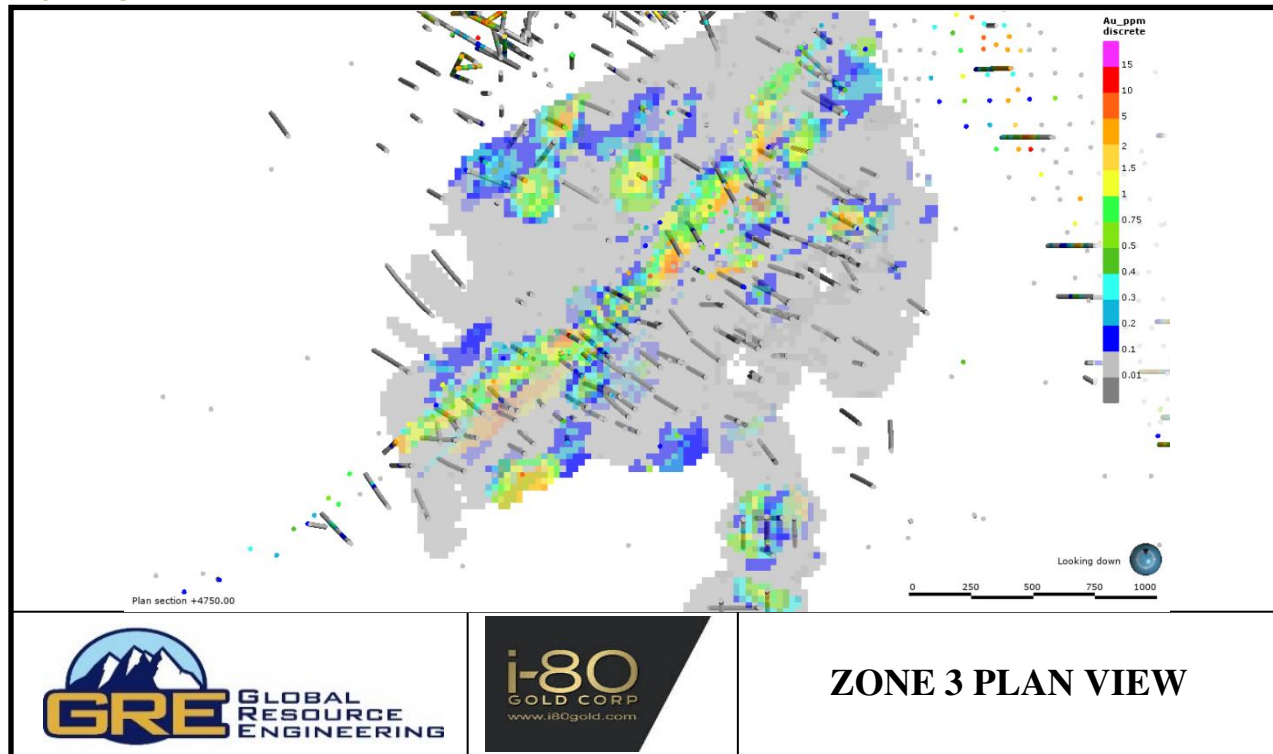 Au_ppm
discrete
15
10
5
2
1.5
1
0.75
0.5
0.4
0.3
0.2
0.1
0.01
Looking down
0 250 500 750 1000
Plan section +4750.00
GRE GLOBAL
RESOURCE
ENGINEERING
i-80
GOLD CORP
www.i80gold.com
ZONE 3 PLAN VIEW